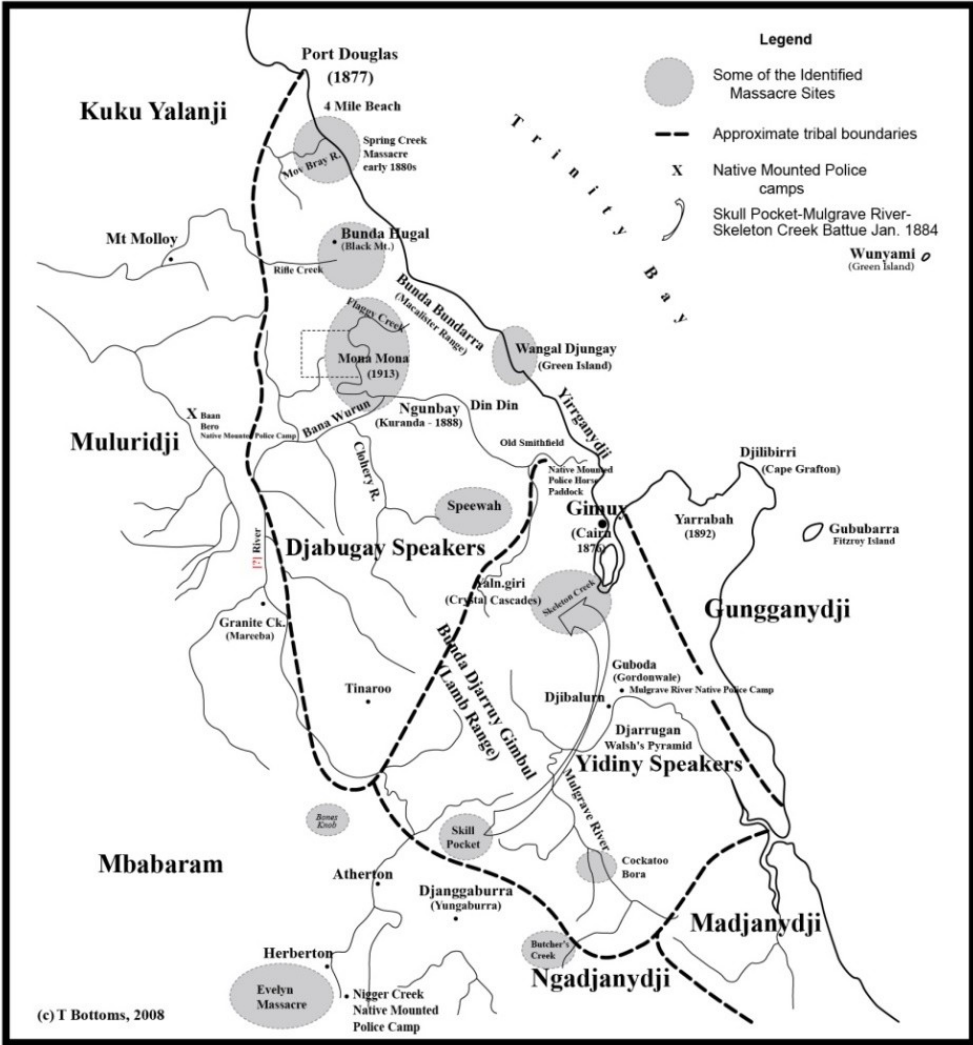 Port Douglas
(1877)
4 Mile Beach
Kuku Yalanji
Spring Creek
Massacre
early 1880s
Mov Bray R.
Legend
Some of the Identified
Massacre Sites
Approximate tribal boundaries
X Native Mounted Police
camps
Skull Pocket-Mulgrave River-
Skeleton Creek Battue Jan. 1884
Trinity Bay
Wunyami
(Green Island)
Mt Molloy
Bunda Hugal
(Black Mt.)
Rifle Creek
Bunda Bundarra
(Macalister Range)
Flaggy Creek
Mona Mona
(1913)
Wangal Djungay
(Green Island)
Yirrganydji
X Baan
Bero
Native Mounted Police Camp
Muluridji
Bana Wurun
Ngunbay
(Kuranda - 1888)
Din Din
Old Smithfield
Clohery R.
Native Mounted
Police Horse
Paddock
Djilibirri
(Cape Grafton)
Speewah
Gimuy
(Cairn
1876)
Yarrabah
(1892)
Gububarra
Fitzroy Island
[?] River
Djabugay Speakers
Yaln.giri
(Crystal Cascades)
Skeleton Creek
Gungganydji
Granite Ck.
(Mareeba)
Bunda Djarruy Gimbul
(Lamb Range)
Tinaroo
Guboda
(Gordonwale)
Mulgrave River Native Police Camp
Djibalurn
Djarrugan
Walsh's Pyramid
Yidiny Speakers
Mulgrave River
Bones
Knob
Skill
Pocket
Mbabaram
Atherton
Cockatoo
Bora
Djanggaburra
(Yungaburra)
Madjanydji
Butcher's
Creek
Ngadjanydji
Herberton
Evelyn
Massacre
Nigger Creek
Native Mounted
Police Camp
(c) T Bottoms, 2008